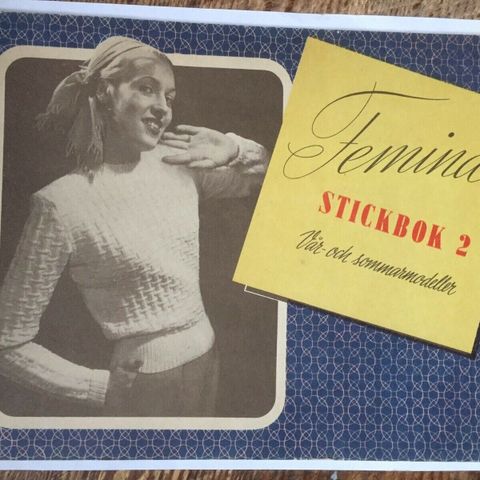 Femina
STICKBOK 2
Vår- och sommarmodeller